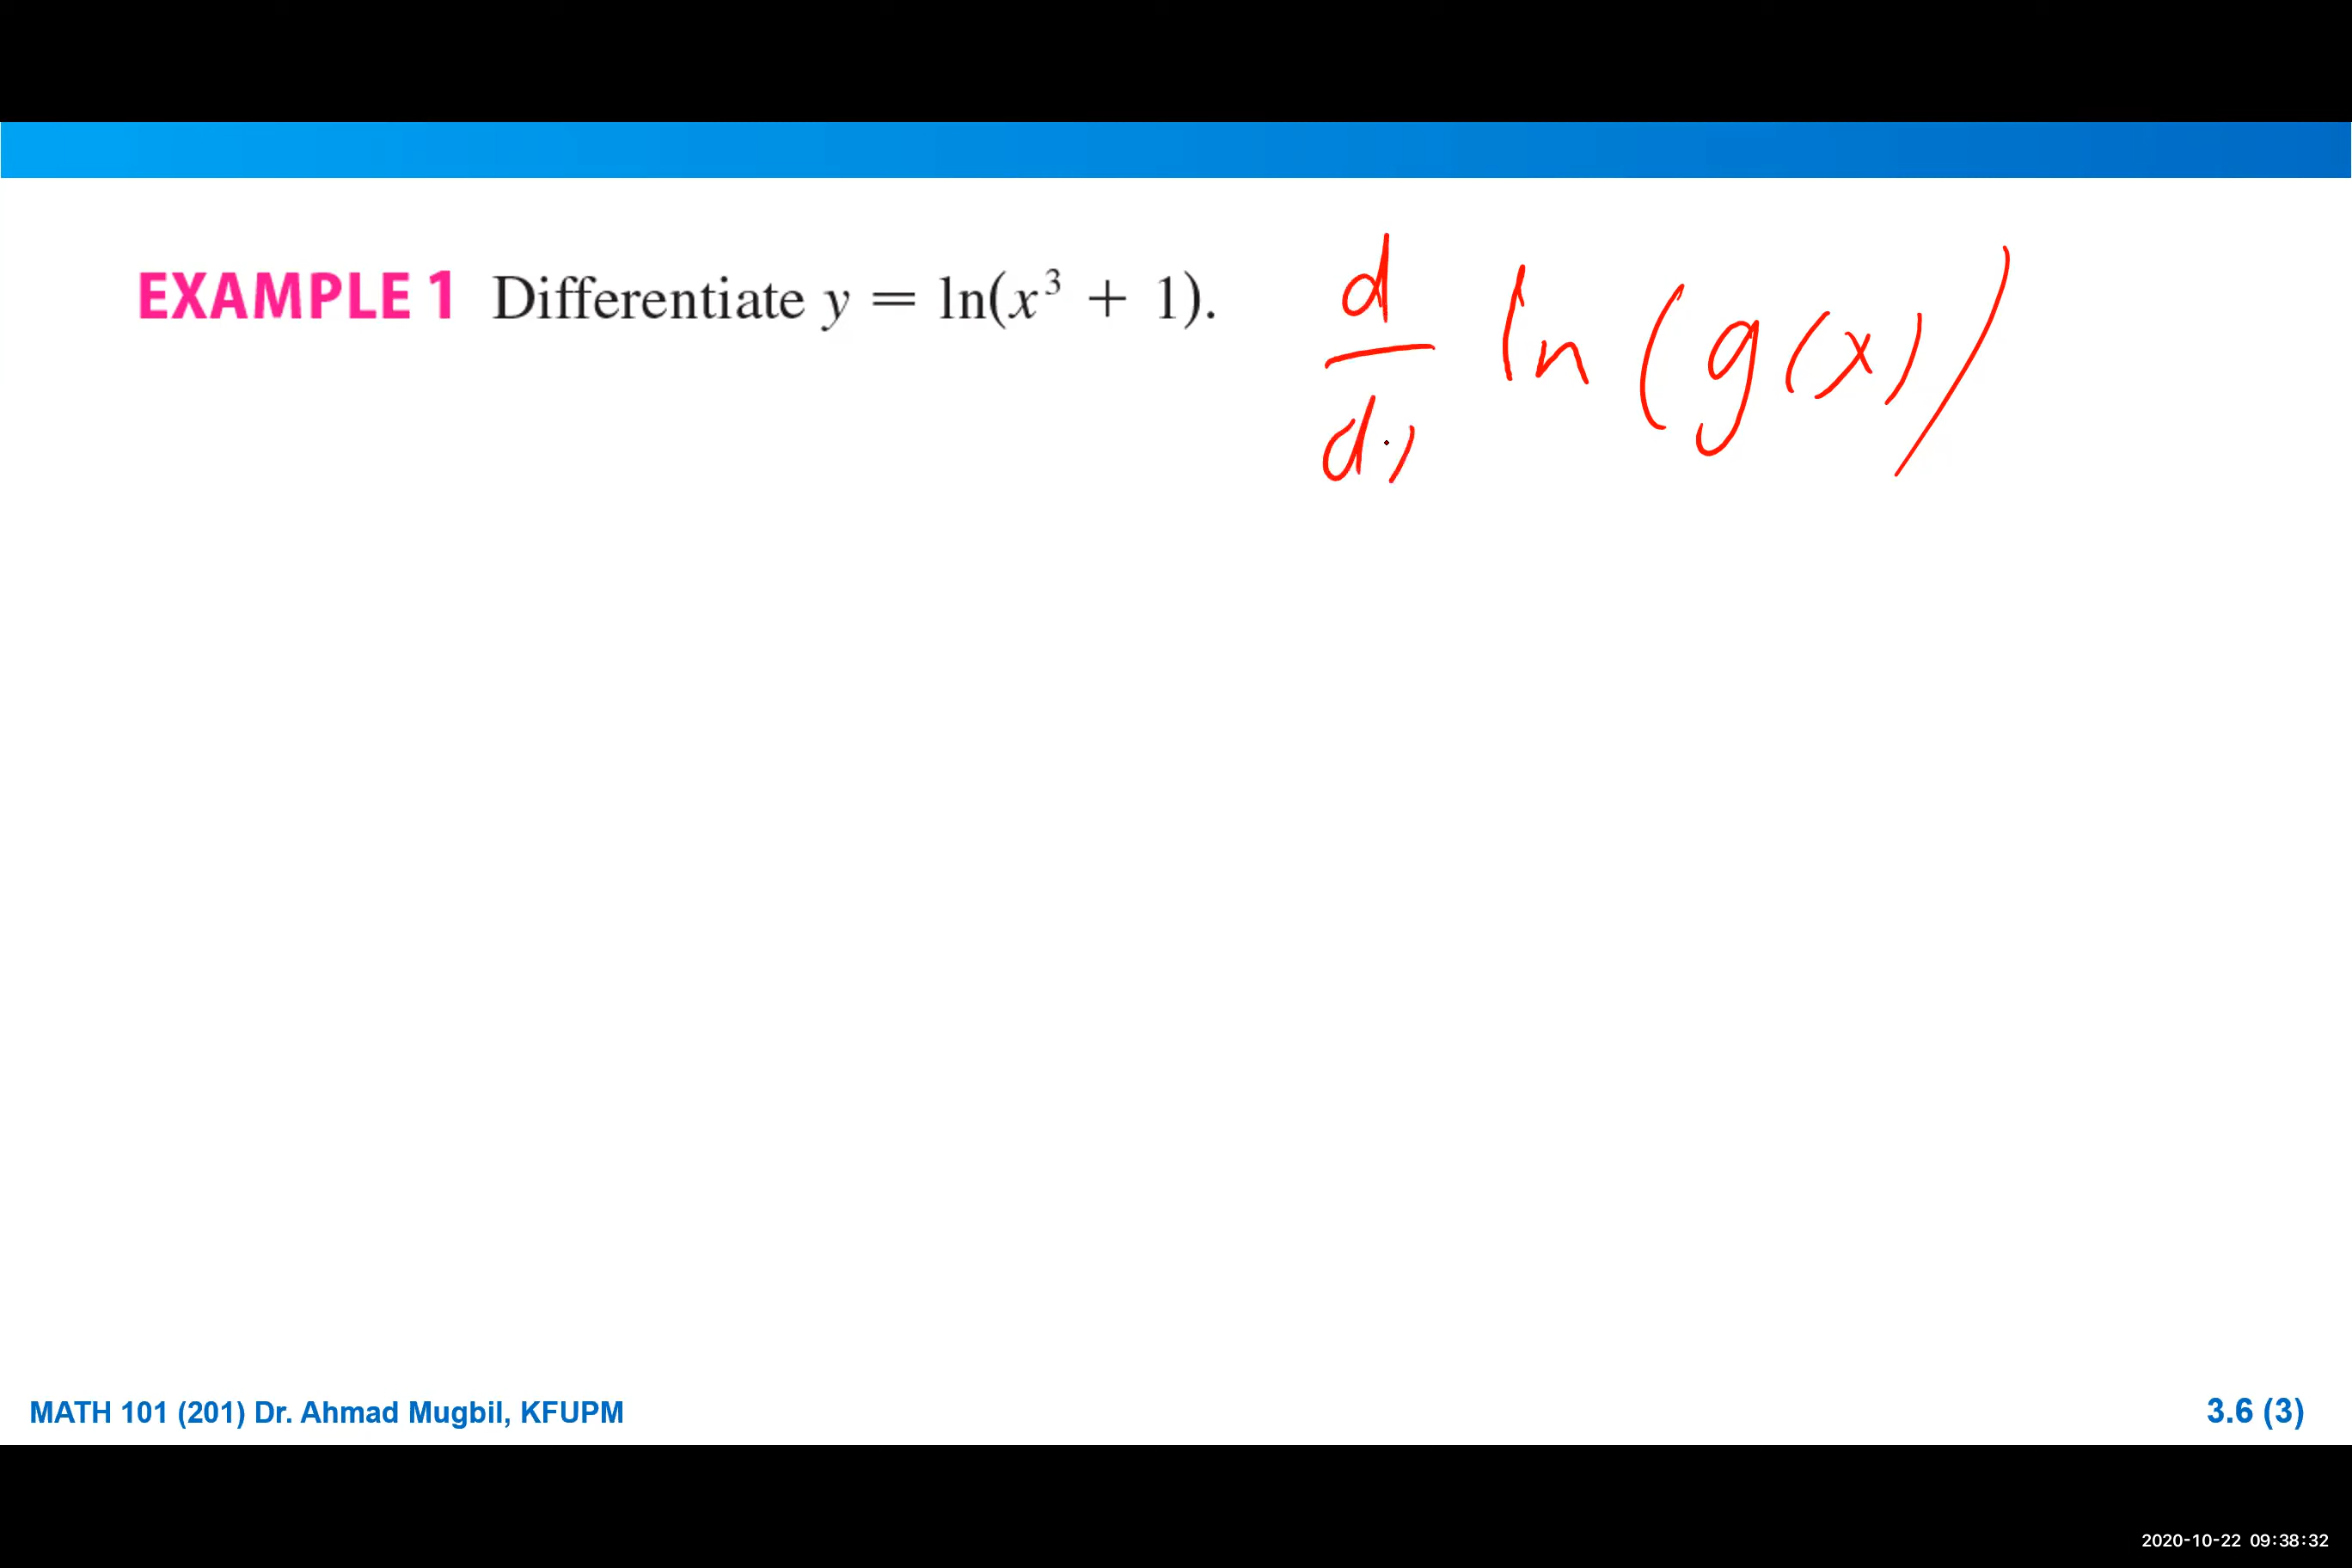 EXAMPLE 1 Differentiate y = ln(x³ + 1).
d
ln(g(x))
d
MATH 101 (201) Dr. Ahmad Mugbil, KFUPM
3.6 (3)
2020-10-22 09:38:32